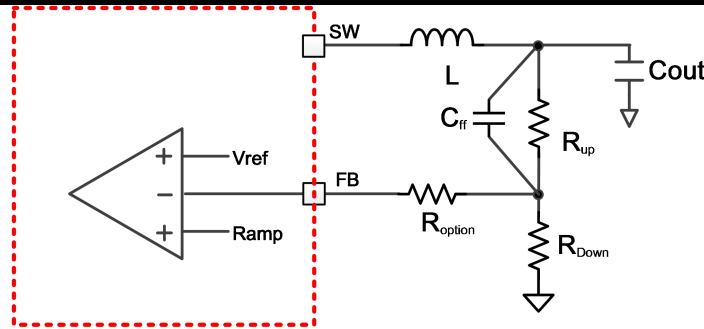 SW
L
Cout
Cff
Rup
Vref
FB
Roption
Ramp
RDown